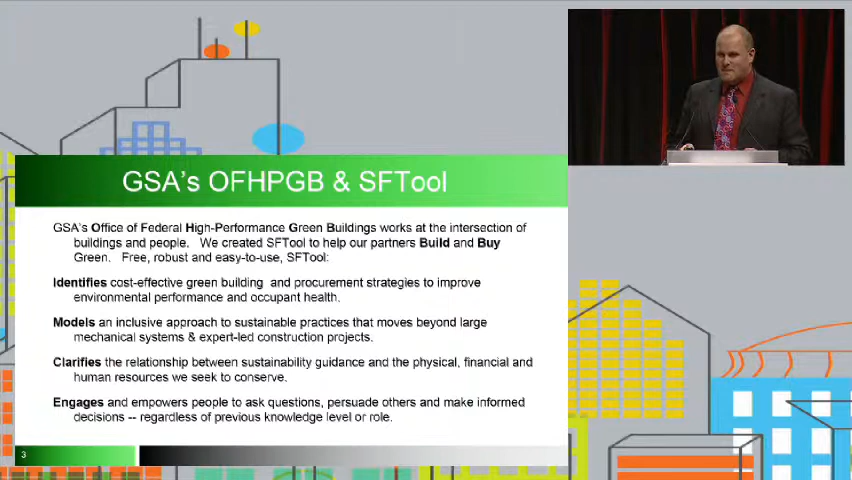 GSA's OFHPGB & SFTool
GSA's Office of Federal High-Performance Green Buildings works at the intersection of
buildings and people. We created SFTool to help our partners Build and Buy
Green. Free, robust and easy-to-use, SFTool:
Identifies cost-effective green building and procurement strategies to improve
environmental performance and occupant health.
Models an inclusive approach to sustainable practices that moves beyond large
mechanical systems & expert-led construction projects.
Clarifies the relationship between sustainability guidance and the physical, financial and
human resources we seek to conserve.
Engages and empowers people to ask questions, persuade others and make informed
decisions -- regardless of previous knowledge level or role.
3